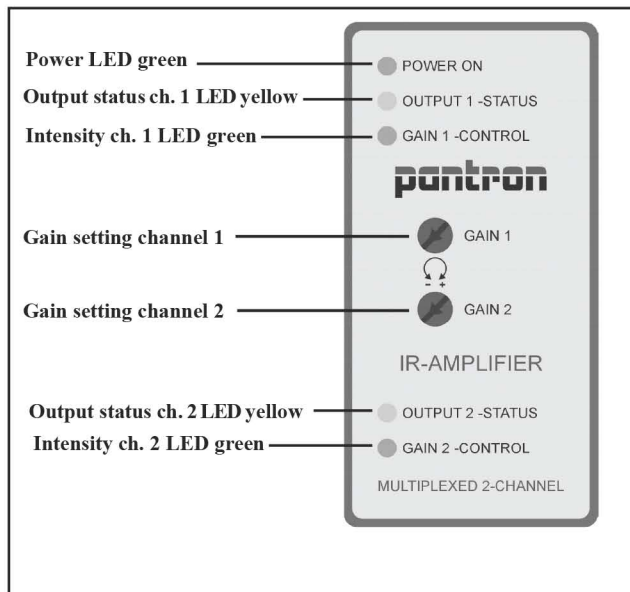 Power LED green
POWER ON
Output status ch. 1 LED yellow
OUTPUT 1 -STATUS
Intensity ch. 1 LED green
GAIN 1 -CONTROL
pantron
Gain setting channel 1
GAIN 1
- +
Gain setting channel 2
GAIN 2
IR-AMPLIFIER
Output status ch. 2 LED yellow
OUTPUT 2 -STATUS
Intensity ch. 2 LED green
GAIN 2 -CONTROL
MULTIPLEXED 2-CHANNEL